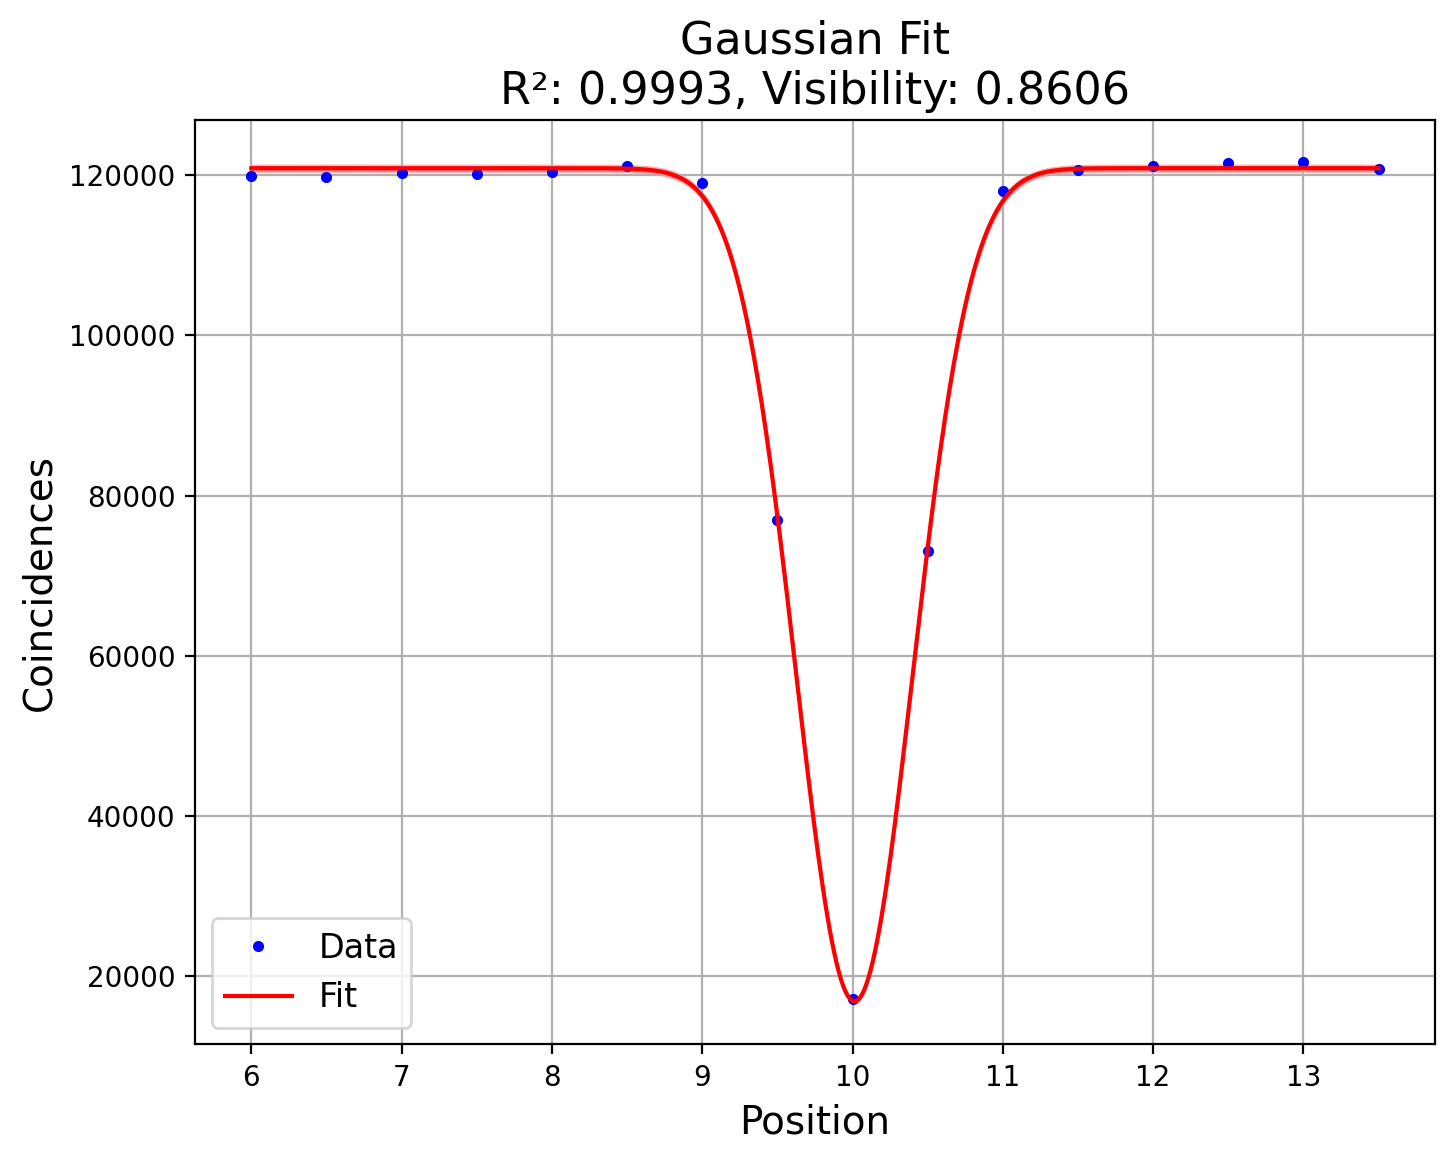 Gaussian Fit
R²: 0.9993, Visibility: 0.8606
120000
100000
80000
60000
40000
20000
Coincidences
Data
Fit
6 7 8 9 10 11 12 13
Position